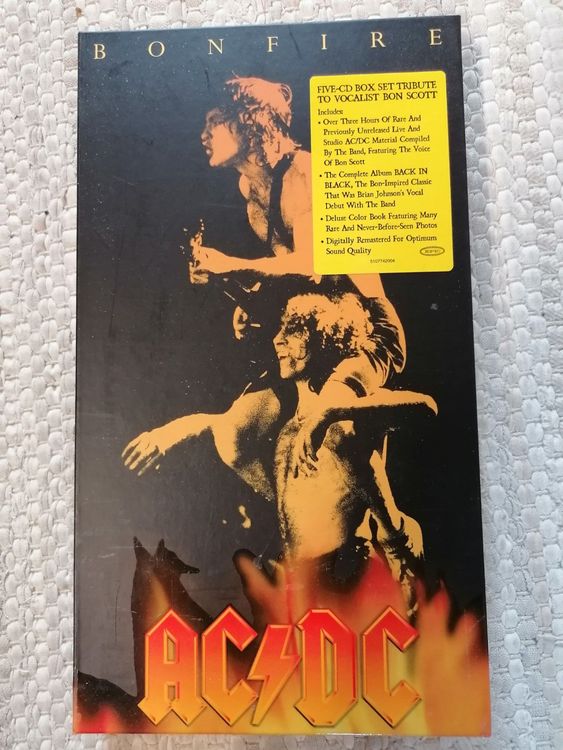 BONFIRE
FIVE-CD BOX SET TRIBUTE
TO VOCALIST BON SCOTT
Includes:
• Over Three Hours Of Rare And
Previously Unreleased Live And
Studio AC/DC Material Compiled
By The Band, Featuring The Voice
Of Bon Scott
• The Complete Album BACK IN
BLACK, The Bon-Inspired Classic
That Was Brian Johnson's Vocal
Debut With The Band
• Deluxe Color Book Featuring Many
Rare And Never-Before-Seen Photos
• Digitally Remastered For Optimum
Sound Quality
5107742004
AC/DC